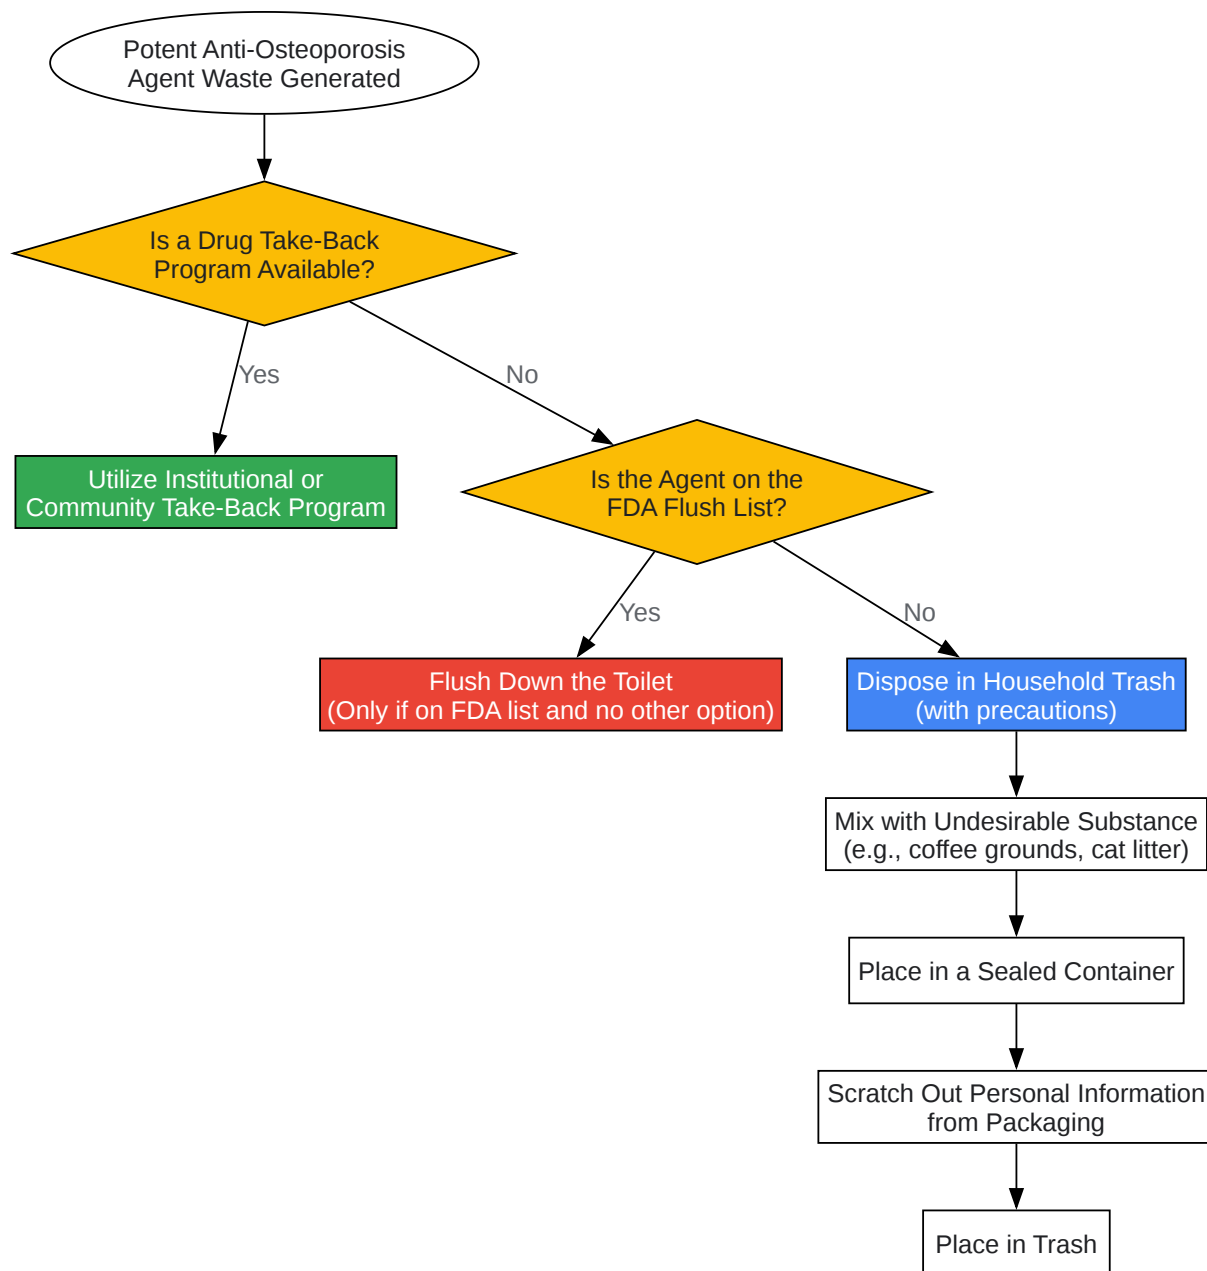 Potent Anti-Osteoporosis
Agent Waste Generated
Is a Drug Take-Back
Program Available?
Yes
No
Utilize Institutional or
Community Take-Back Program
Is the Agent on the
FDA Flush List?
Yes
No
Flush Down the Toilet
(Only if on FDA list and no other option)
Dispose in Household Trash
(with precautions)
Mix with Undesirable Substance
(e.g., coffee grounds, cat litter)
Place in a Sealed Container
Scratch Out Personal Information
from Packaging
Place in Trash